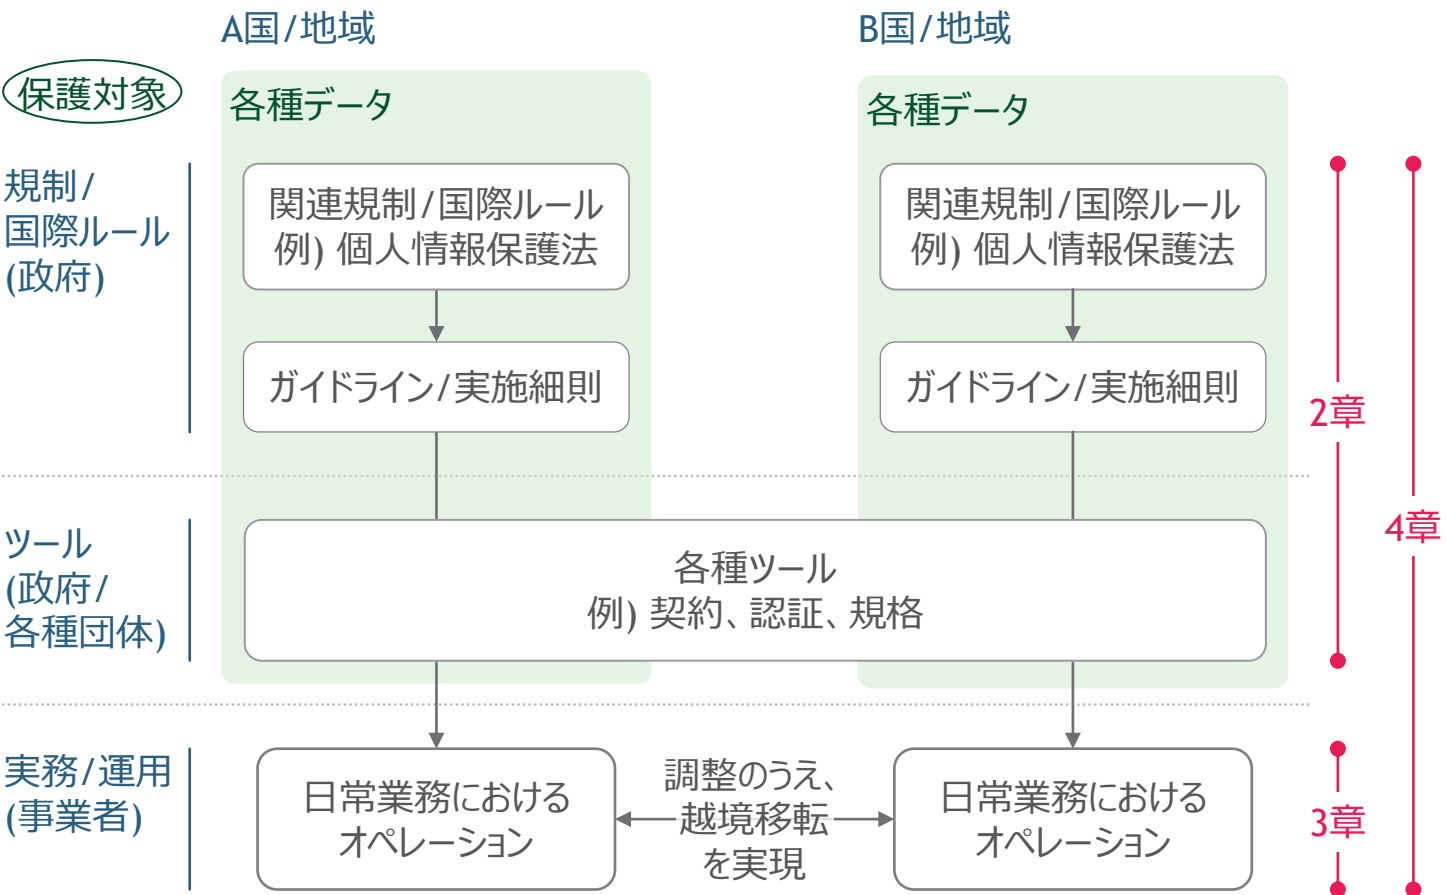 A国/地域
B国/地域
保護対象
各種データ
各種データ
規制/
国際ルール
(政府)
関連規制/国際ルール
例) 個人情報保護法
関連規制/国際ルール
例) 個人情報保護法
ガイドライン/実施細則
ガイドライン/実施細則
2章
4章
ツール
(政府/
各種団体)
各種ツール
例) 契約、認証、規格
実務/運用
(事業者)
日常業務における
オペレーション
調整のうえ、
越境移転
を実現
日常業務における
オペレーション
3章